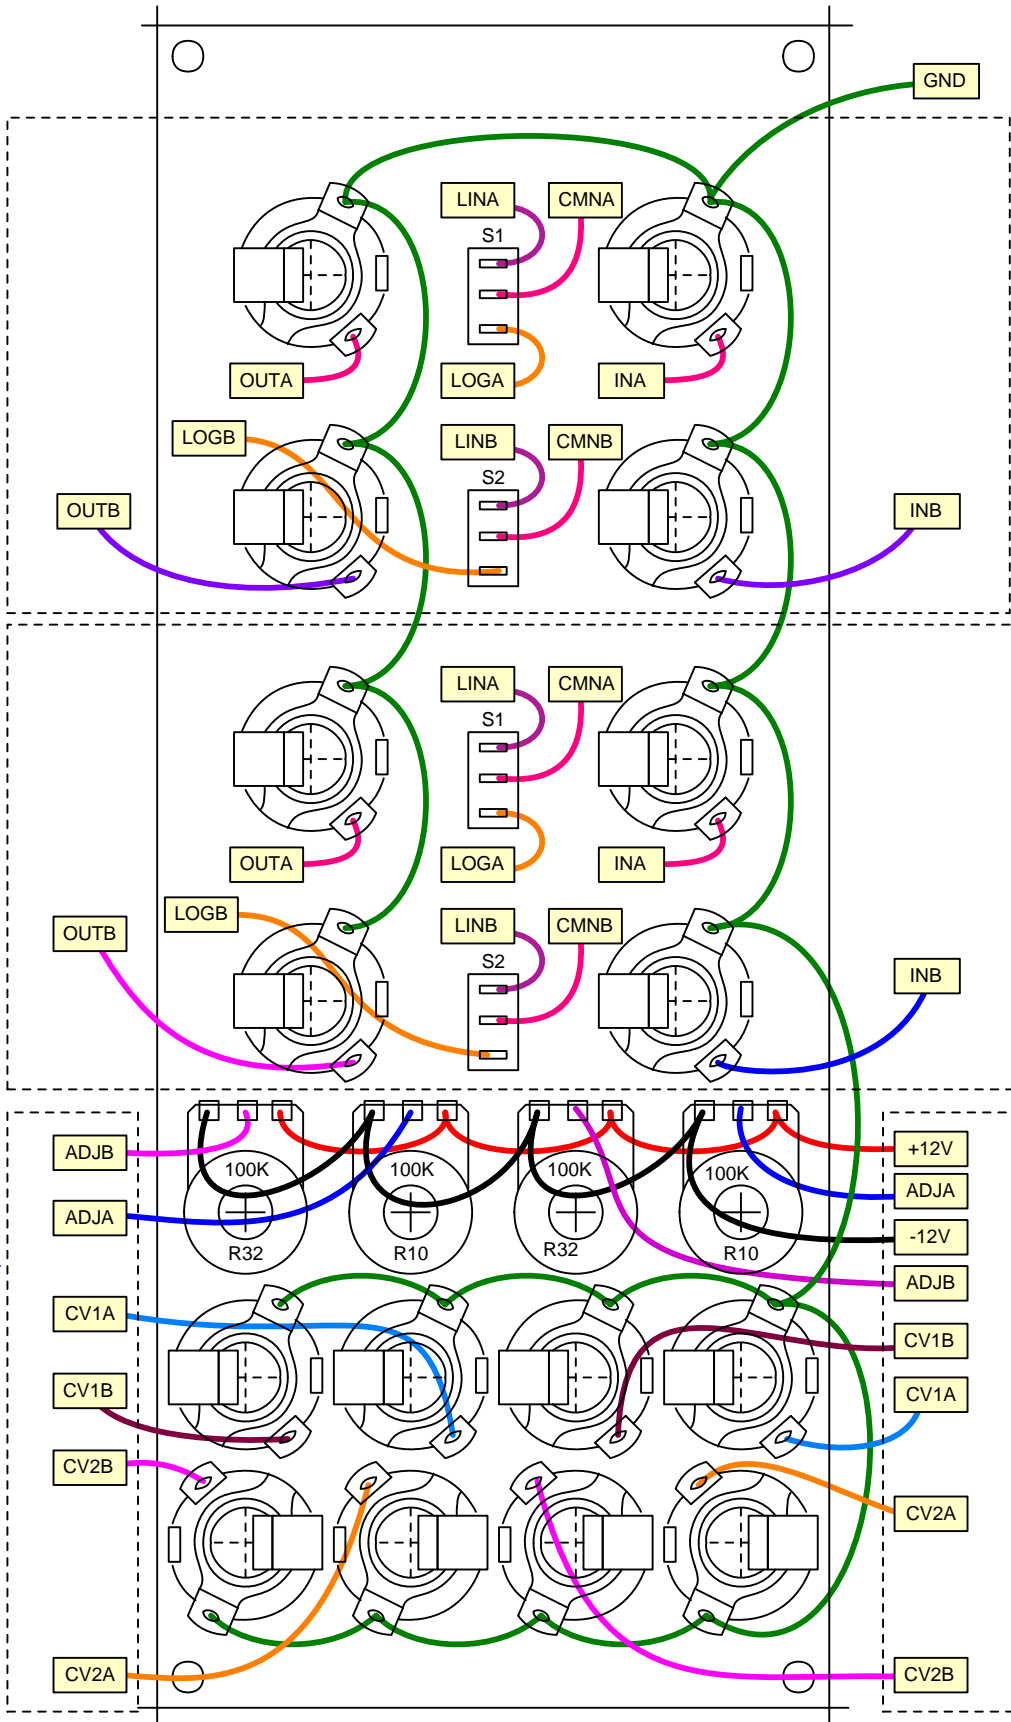 GND
LINA
CMNA
S1
OUTA
LOGA
INA
LOGB
LINB
CMNB
S2
OUTB
INB
LINA
CMNA
S1
OUTA
LOGA
INA
LOGB
LINB
CMNB
OUTB
S2
INB
ADJB
100K
100K
100K
100K
+12V
ADJA
ADJA
-12V
R32
R10
R32
R10
ADJB
CV1A
CV1B
CV1B
CV1A
CV2B
CV2A
CV2A
CV2B